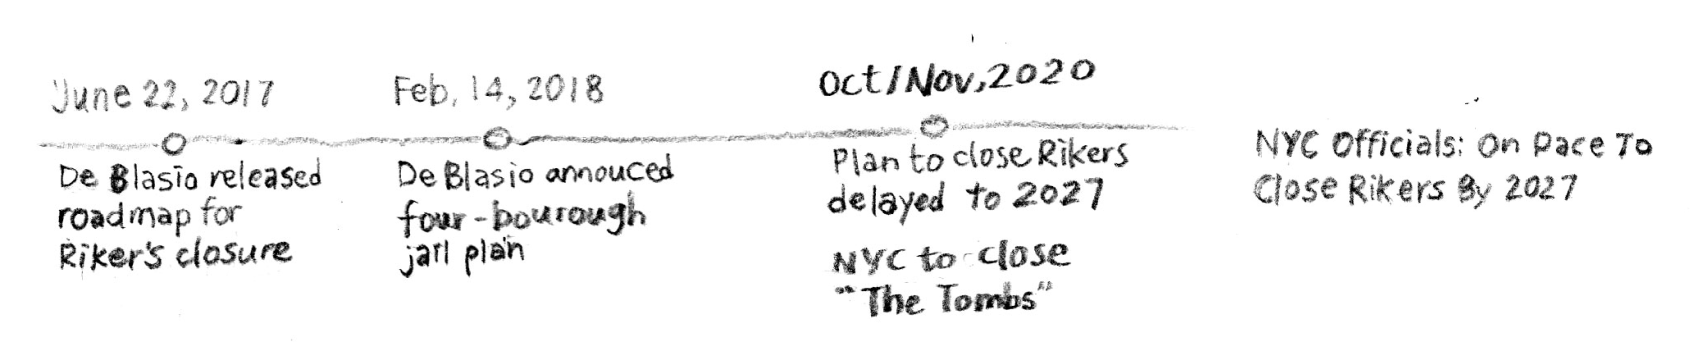 June 22, 2017
De Blasio released
roadmap for
Riker's closure
Feb. 14, 2018
De Blasio annouced
four-bourough
jail plan
Oct/Nov, 2020
Plan to close Rikers
delayed to 2027
NYC to close
"The Tombs"
NYC Officials: On Pace To
Close Rikers By 2027